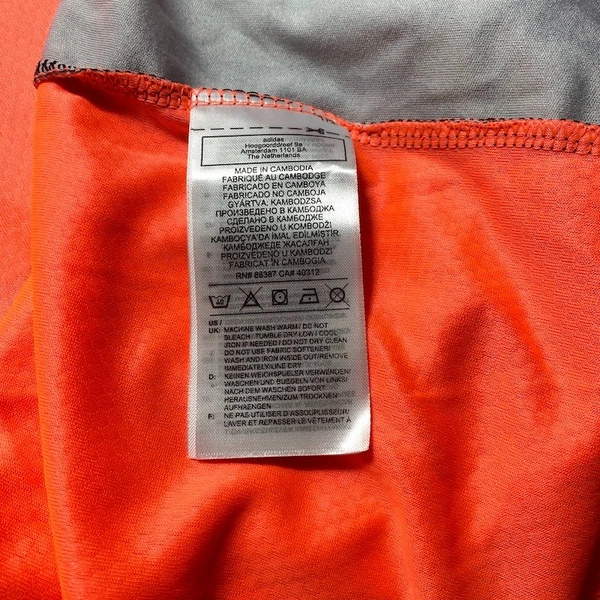 adidas
Hoogoorddreef 9a
Amsterdam 1101 BA
The Netherlands
MADE IN CAMBODIA
FABRIQUÉ AU CAMBODGE
FABRICADO EN CAMBOYA
FABRICADO NO CAMBOJA
GYÁRTVA: KAMBODZSA
ПРОИЗВЕДЕНО В КАМБОДЖА
СДЕЛАНО В КАМБОДЖЕ
PROIZVEDENO U KOMBODŽI
KAMBOÇYA'DA IMAL EDİLMİŞTİR
КАМБОДЖЕДЕ ЖАСАЛҒАН
PROIZVEDENO U KAMBODŽI
FABRICAT ÎN CAMBOGIA
RN# 88387 CA# 40312
40
US /
UK: MACHINE WASH WARM / DO NOT
BLEACH / TUMBLE DRY LOW / COOL
IRON IF NEEDED / DO NOT DRY CLEAN
DO NOT USE FABRIC SOFTENER/
WASH AND IRON INSIDE OUT/REMOVE
IMMEDIATELY/LINE DRY
D: KEINEN WEICHSPUELER VERWENDEN/
WASCHEN UND BUEGELN VON LINKS/
NACH DEM WASCHEN SOFORT
HERAUSNEHMEN/ZUM TROCKNEN
AUFHAENGEN
F: NE PAS UTILISER D'ASSOUPLISSEUR/
LAVER ET REPASSER LE VÊTEMENT À